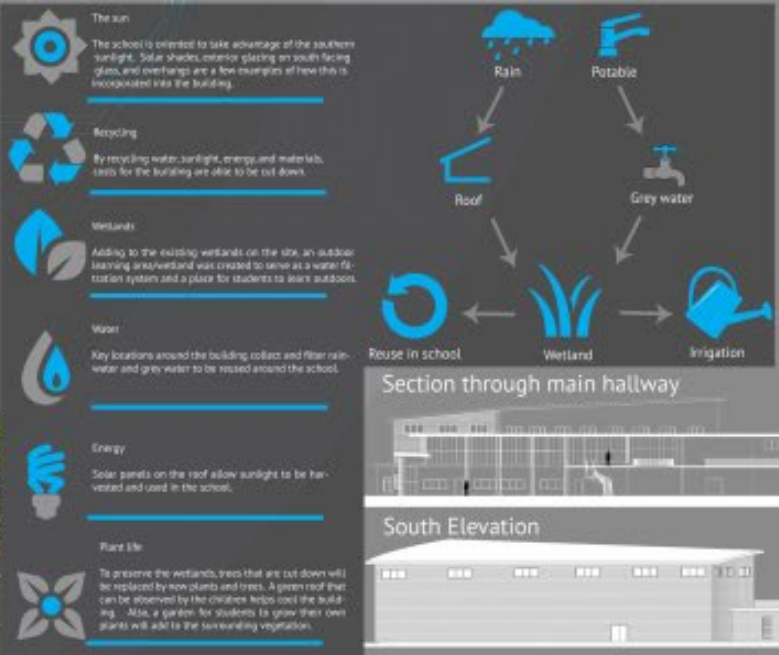 The sun
The school is oriented to take advantage of the southern
sunlight. Solar shades, exterior glazing on south facing
glass, and overhangs are a few examples of how this is
incorporated into the building.
Recycling
By recycling water, sunlight, energy, and materials,
costs for the building are able to be cut down.
Wetlands
Adding to the existing wetlands on the site, an outdoor
learning area/wetland was created to serve as a water fil-
tration system and a place for students to learn outdoors.
Water
Key locations around the building collect and filter rain-
water and grey water to be reused around the school.
Energy
Solar panels on the roof allow sunlight to be har-
vested and used in the school.
Plant life
To preserve the wetlands, trees that are cut down will
be replaced by new plants and trees. A green roof that
can be observed by the children helps cool the build-
ing. Also, a garden for students to grow their own
plants will add to the surrounding vegetation.
Rain
Potable
Roof
Grey water
Reuse in school
Wetland
Irrigation
Section through main hallway
South Elevation